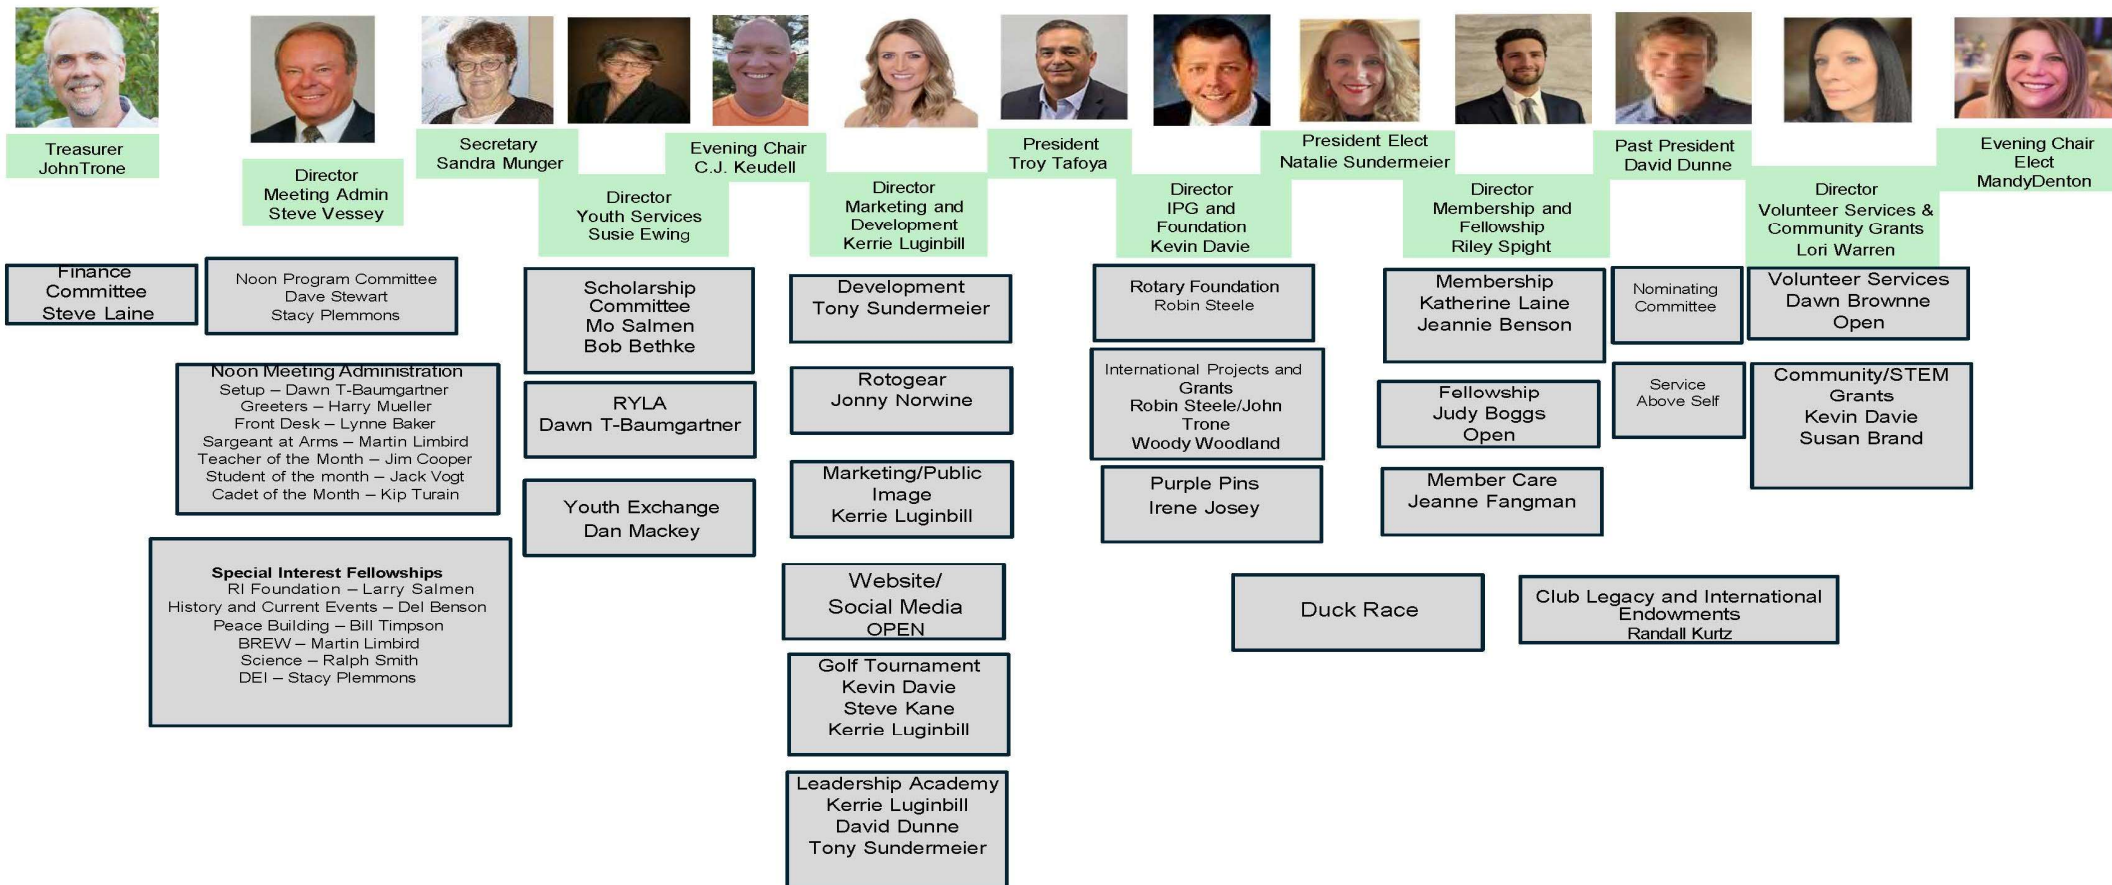 Treasurer
JohnTrone
Director
Meeting Admin
Steve Vessey
Secretary
Sandra Munger
Director
Youth Services
Susie Ewing
Evening Chair
C.J. Keudell
Director
Marketing and
Development
Kerrie Luginbill
President
Troy Tafoya
Director
IPG and
Foundation
Kevin Davie
President Elect
Natalie Sundermeier
Director
Membership and
Fellowship
Riley Spight
Past President
David Dunne
Director
Volunteer Services &
Community Grants
Lori Warren
Evening Chair
Elect
MandyDenton
Finance
Committee
Steve Laine
Noon Program Committee
Dave Stewart
Stacy Plemmons
Noon Meeting Administration
Setup – Dawn T-Baumgartner
Greeters – Harry Mueller
Front Desk – Lynne Baker
Sargeant at Arms – Martin Limbird
Teacher of the Month – Jim Cooper
Student of the month – Jack Vogt
Cadet of the Month – Kip Turain
Special Interest Fellowships
RI Foundation – Larry Salmen
History and Current Events – Del Benson
Peace Building – Bill Timpson
BREW – Martin Limbird
Science – Ralph Smith
DEI – Stacy Plemmons
Scholarship
Committee
Mo Salmen
Bob Bethke
RYLA
Dawn T-Baumgartner
Youth Exchange
Dan Mackey
Development
Tony Sundermeier
Rotogear
Jonny Norwine
Marketing/Public
Image
Kerrie Luginbill
Website/
Social Media
OPEN
Golf Tournament
Kevin Davie
Steve Kane
Kerrie Luginbill
Leadership Academy
Kerrie Luginbill
David Dunne
Tony Sundermeier
Rotary Foundation
Robin Steele
International Projects and
Grants
Robin Steele/John
Trone
Woody Woodland
Purple Pins
Irene Josey
Membership
Katherine Laine
Jeannie Benson
Fellowship
Judy Boggs
Open
Member Care
Jeanne Fangman
Nominating
Committee
Service
Above Self
Volunteer Services
Dawn Brownne
Open
Community/STEM
Grants
Kevin Davie
Susan Brand
Duck Race
Club Legacy and International
Endowments
Randall Kurtz